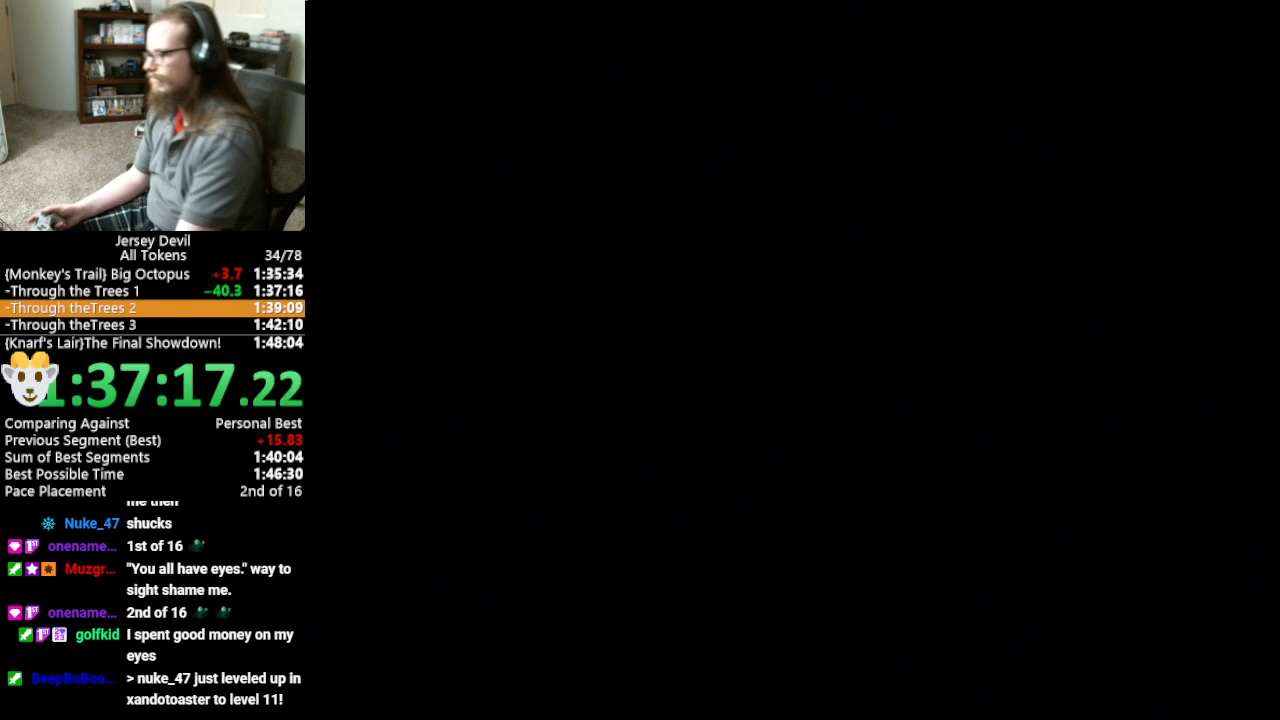 Jersey Devil
All Tokens 34/78
{Monkey's Trail} Big Octopus +3.7 1:35:34
-Through the Trees 1 −40.3 1:37:16
-Through theTrees 2 1:39:09
-Through theTrees 3 1:42:10
{Knarf's Lair}The Final Showdown! 1:48:04
1:37:17.22
Comparing Against Personal Best
Previous Segment (Best) +15.83
Sum of Best Segments 1:40:04
Best Possible Time 1:46:30
Pace Placement 2nd of 16
me then
Nuke_47 shucks
onename... 1st of 16
Muzgr... "You all have eyes." way to
sight shame me.
onename... 2nd of 16
golfkid I spent good money on my
eyes
BeepBoBoo... > nuke_47 just leveled up in
xandotoaster to level 11!